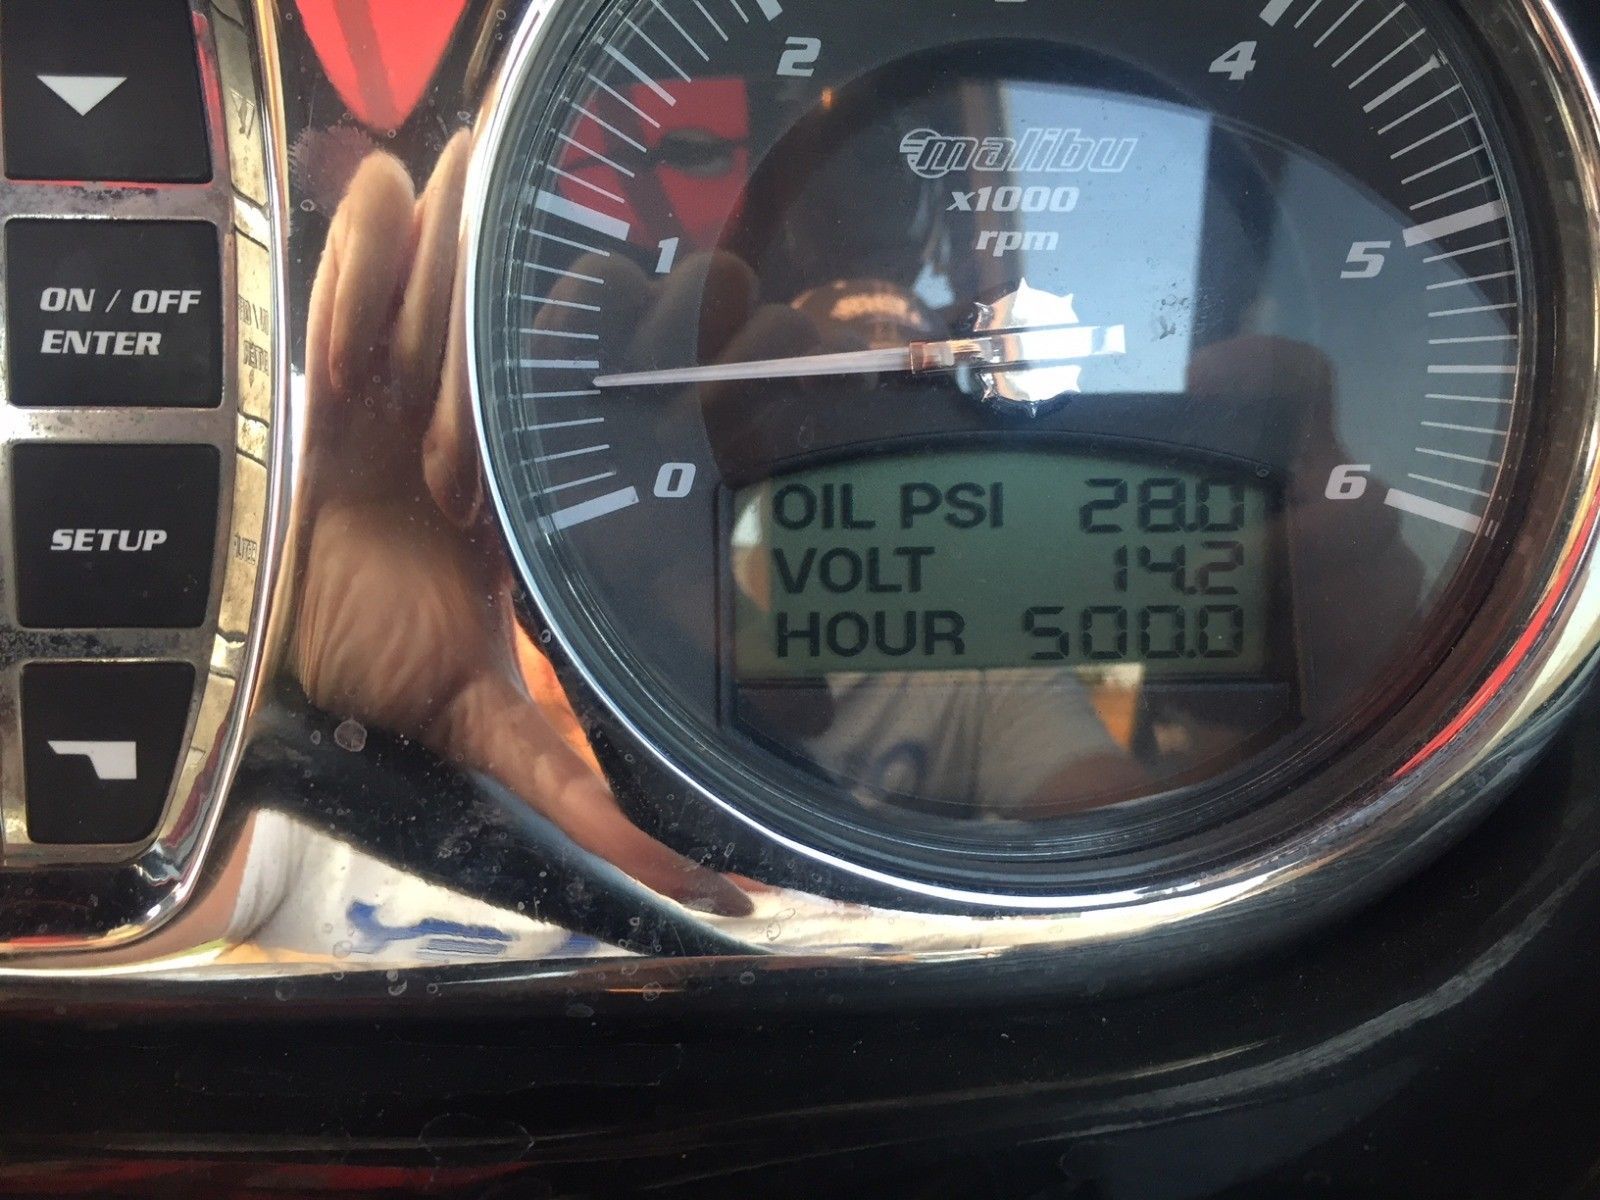 2
4
malibu
x1000
rpm
1
5
0
6
ON / OFF
ENTER
SETUP
OIL PSI 28.0
VOLT 14.2
HOUR 500.0